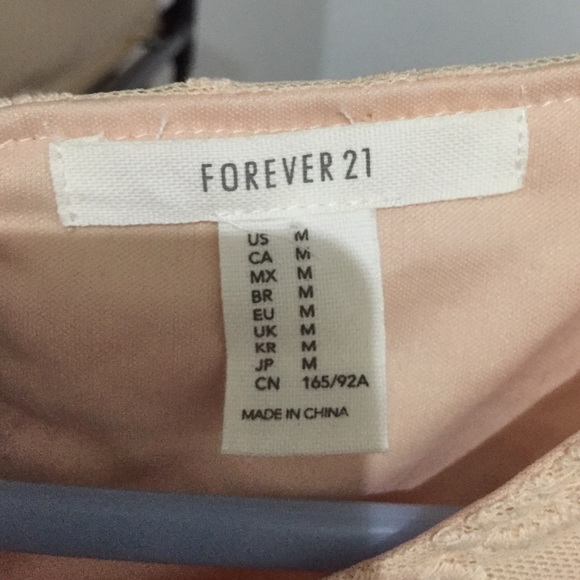 FOREVER 21
US M
CA M
MX M
BR M
EU M
UK M
KR M
JP M
CN 165/92A
MADE IN CHINA